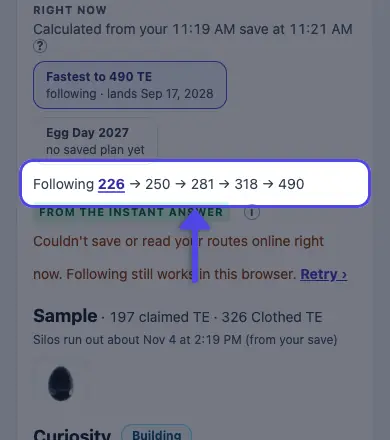 RIGHT NOW
Calculated from your 11:19 AM save at 11:21 AM
?
Fastest to 490 TE
following · lands Sep 17, 2028
Egg Day 2027
no saved plan yet
Following 226 → 250 → 281 → 318 → 490
FROM THE INSTANT ANSWER i
Couldn't save or read your routes online right
now. Following still works in this browser. Retry ›
Sample · 197 claimed TE · 326 Clothed TE
Silos run out about Nov 4 at 2:19 PM (from your save)
Curiosity Building